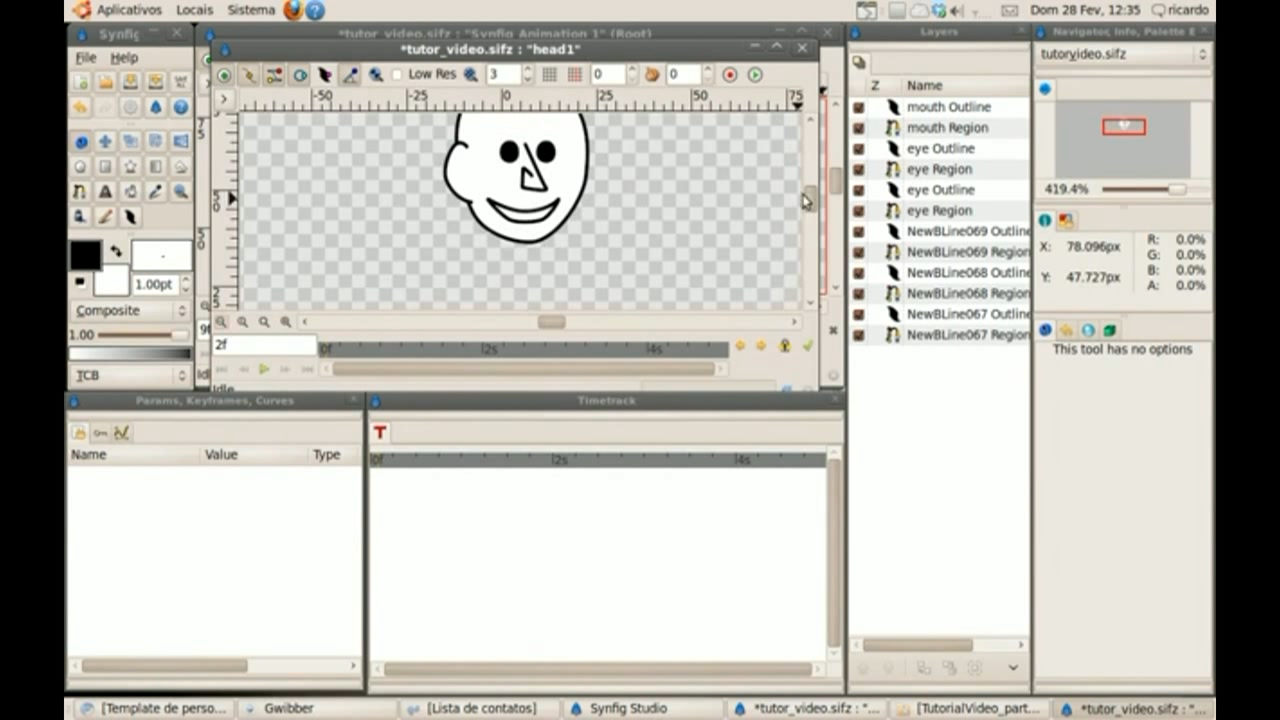 Aplicativos Locais Sistema
Dom 28 Fev, 12:35 ricardo
Synfig
*tutor_video.sifz : "Synfig Animation 1" (Root)
Layers
Navigator, Info, Palette E
*tutor_video.sifz : "head1"
File Help
Low Res 3 0 0
-50 -25 0 25 50 75
Z Name
mouth Outline
mouth Region
eye Outline
eye Region
eye Outline
eye Region
NewBLine069 Outline
NewBLine069 Region
NewBLine068 Outline
NewBLine068 Region
NewBLine067 Outline
NewBLine067 Region
419.4%
X: 78.096px
Y: 47.727px
R: 0.0%
G: 0.0%
B: 0.0%
A: 0.0%
This tool has no options
1.00pt
Composite
1.00
TCB
2f
0f 2s 4s
Idle
Params, Keyframes, Curves
Name Value Type
Timetrack
0f 2s 4s
[Template de perso...
Gwibber
[Lista de contatos]
Synfig Studio
*tutor_video.sifz : "...
[TutorialVideo_part...
*tutor_video.sifz : "...